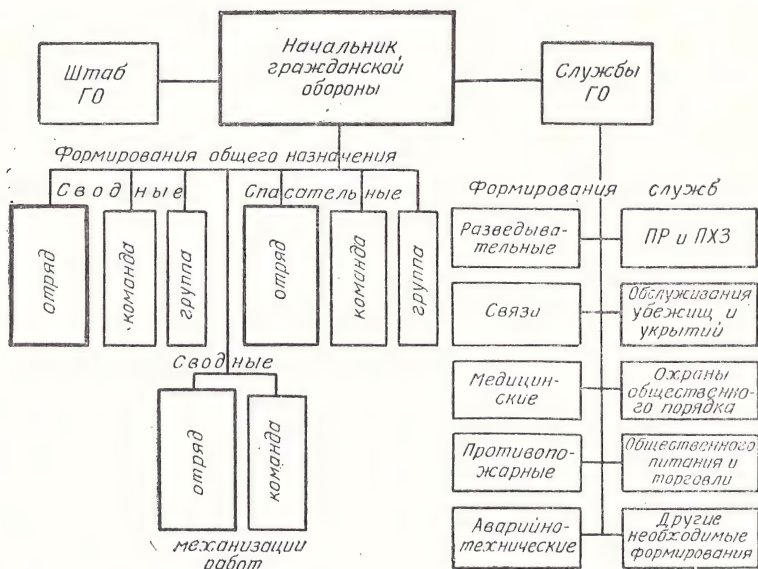 Начальник
гражданской
обороны
Штаб
ГО
Службы
ГО
Формирования общего назначения
Сводные
отряд
команда
группа
Спасательные
отряд
команда
группа
Сводные
отряд
команда
механизации
работ
Формирования служб
Разведыва-
тельные
ПР и ПХЗ
Связи
Обслуживания
убежищ и
укрытий
Медицин-
ские
Охраны
общественно-
го порядка
Противопо-
жарные
Общественного
питания и
торговли
Аварийно-
технические
Другие
необходимые
формирования